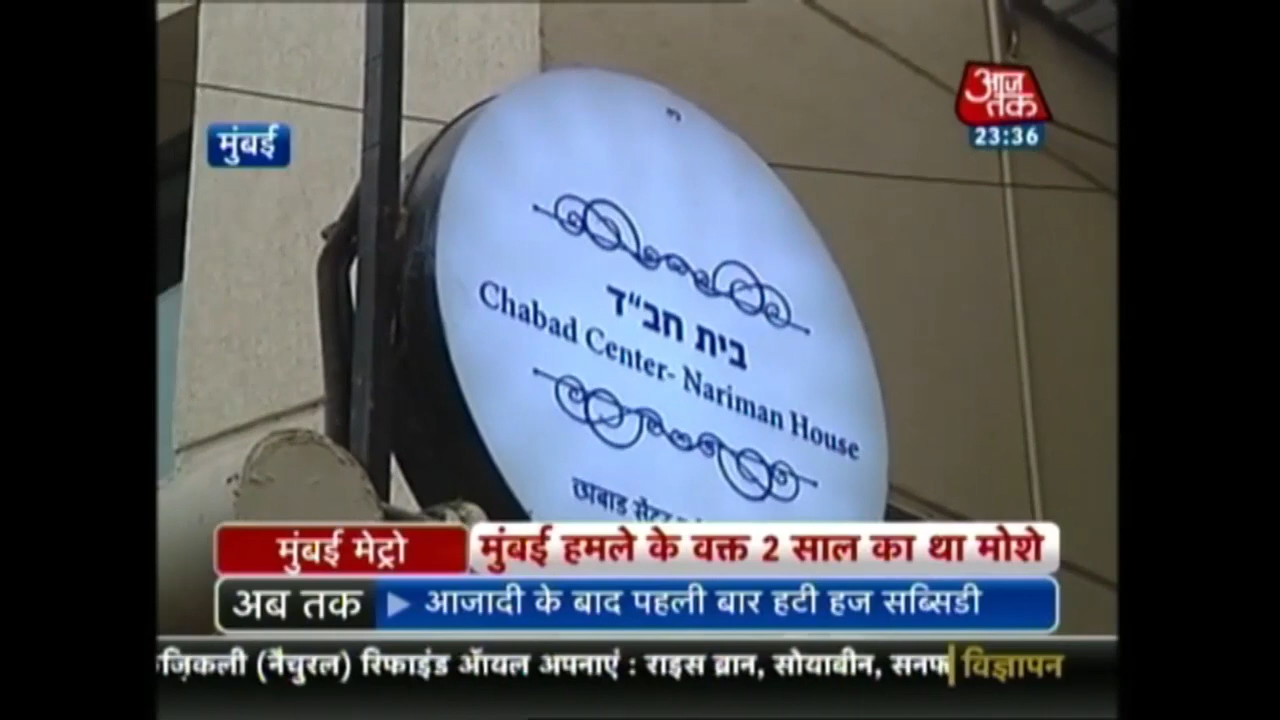 आज
तक
23:36
मुंबई
בית חב"ד
Chabad Center- Nariman House
छाबाड सेंटर
मुंबई मेट्रो
मुंबई हमले के वक्त 2 साल का था मोशे
अब तक
आजादी के बाद पहली बार हटी हज सब्सिडी
(नैचुरल) रिफाइंड ऑयल अपनाएं : राइस ब्रान, सोयाबीन,
विज्ञापन